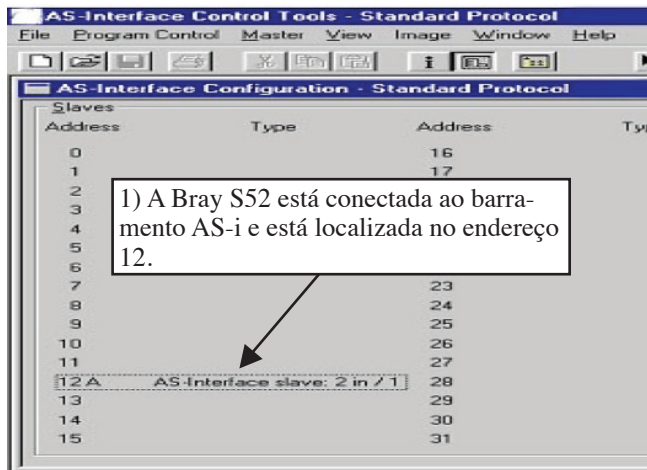 AS-Interface Control Tools - Standard Protocol
File Program Control Master View Image Window Help
AS-Interface Configuration - Standard Protocol
Slaves
Address Type Address
0 16
1 17
2
3
4
5
6
1) A Bray S52 está conectada ao barra-
mento AS-i e está localizada no endereço
12.
7 23
8 24
9 25
10 26
11 27
12 A AS-Interface slave: 2 in / 1 28
13 29
14 30
15 31